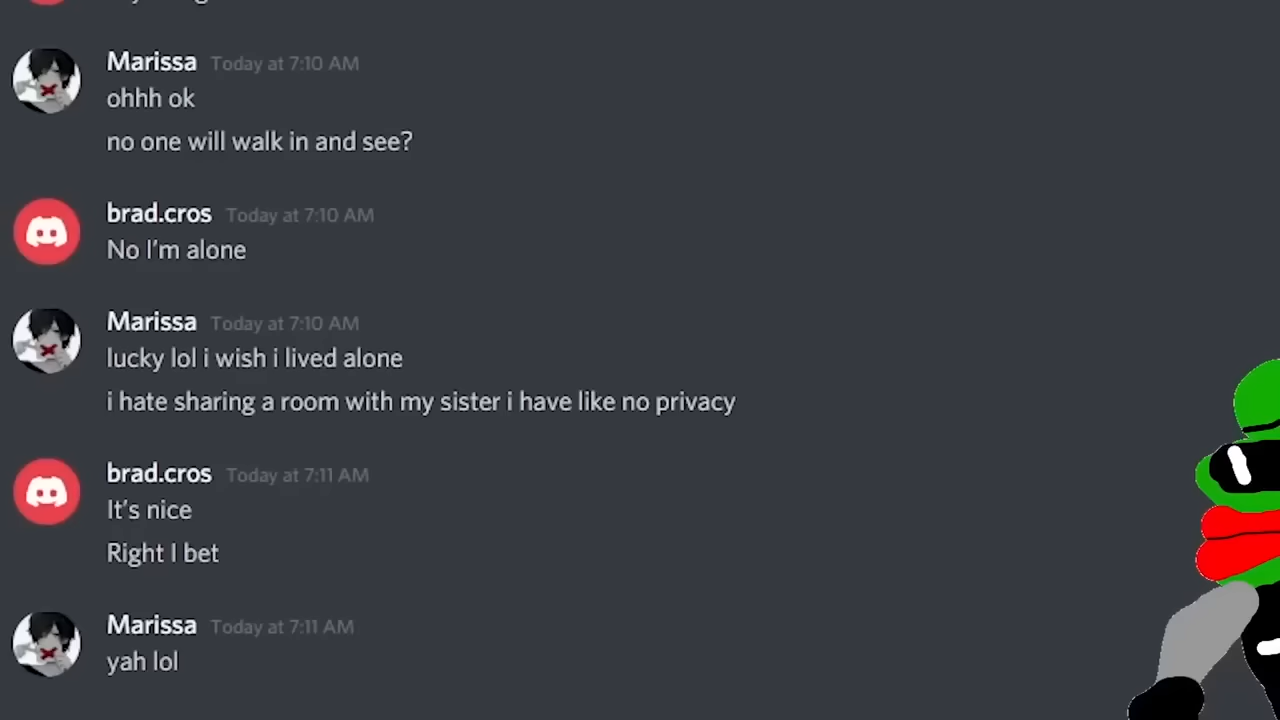 Marissa Today at 7:10 AM
ohhh ok
no one will walk in and see?
brad.cros Today at 7:10 AM
No I'm alone
Marissa Today at 7:10 AM
lucky lol i wish i lived alone
i hate sharing a room with my sister i have like no privacy
brad.cros Today at 7:11 AM
It's nice
Right I bet
Marissa Today at 7:11 AM
yah lol